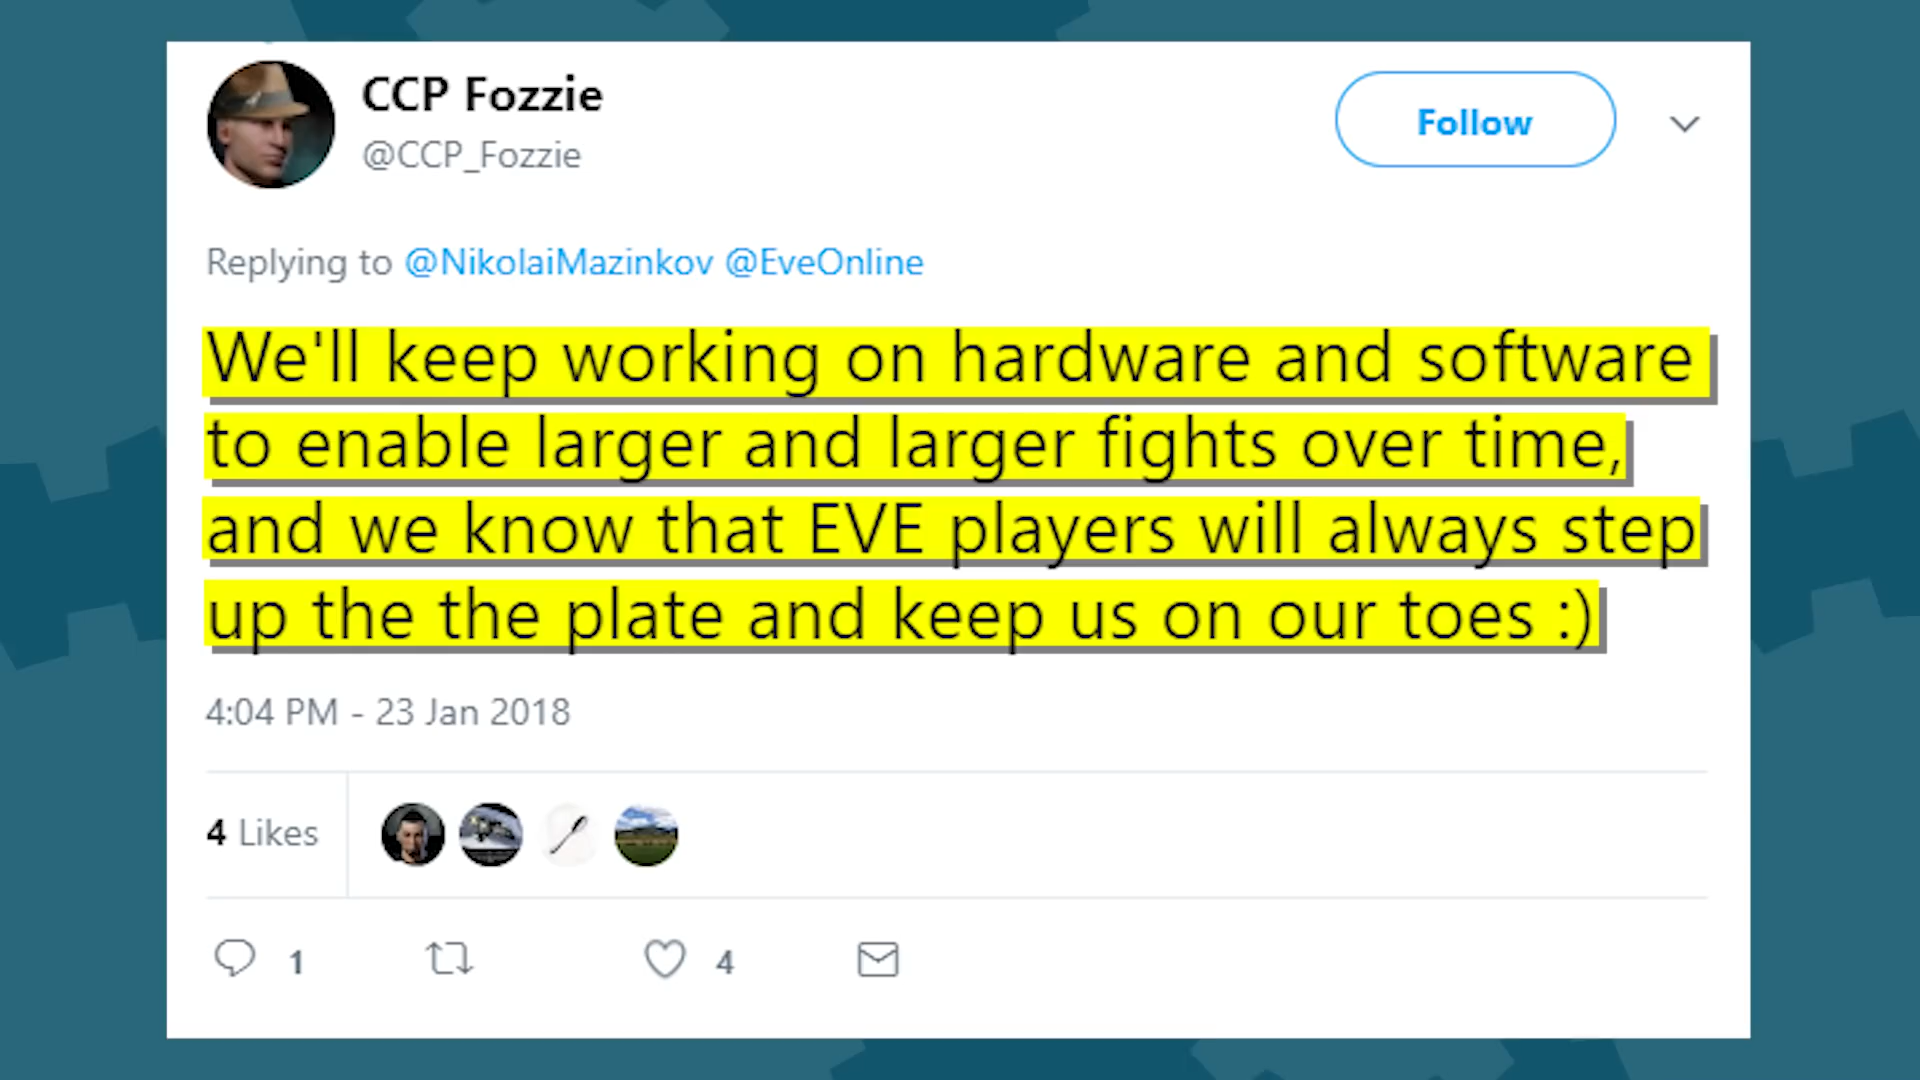 CCP Fozzie
@CCP_Fozzie
Follow
Replying to @NikolaiMazinkov @EveOnline
We'll keep working on hardware and software
to enable larger and larger fights over time,
and we know that EVE players will always step
up the the plate and keep us on our toes :)
4:04 PM - 23 Jan 2018
4 Likes
1
4